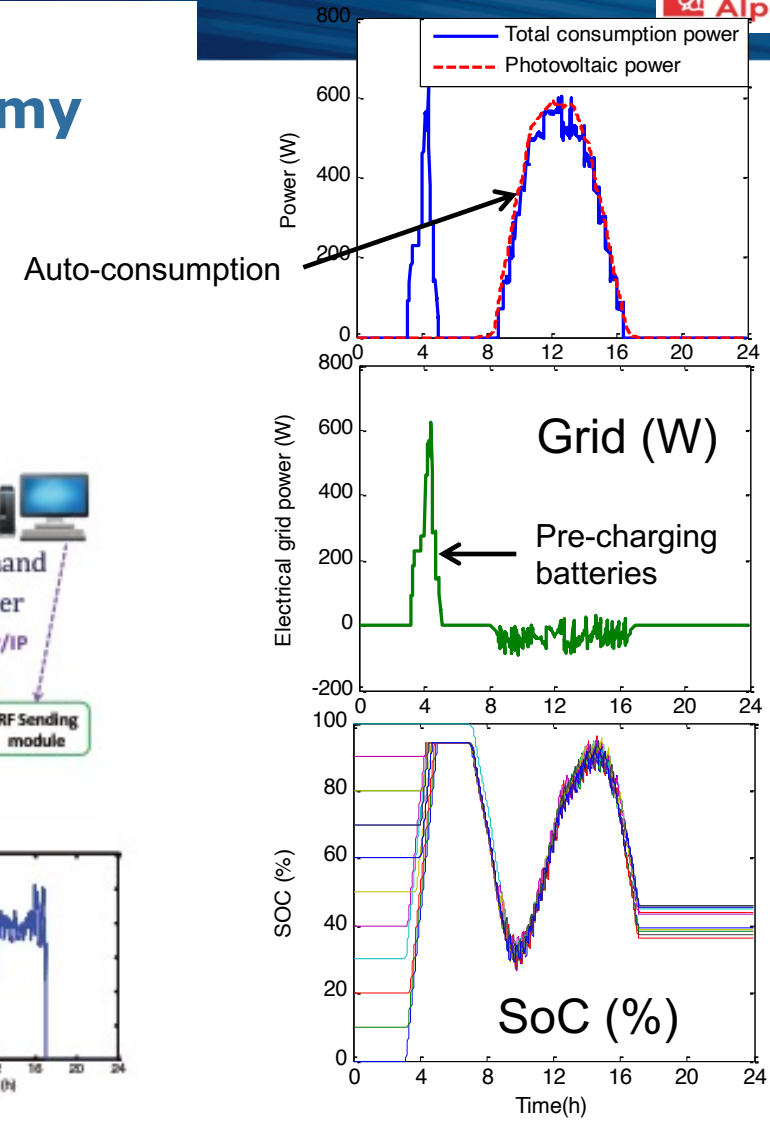 Alp
my
800
Total consumption power
Photovoltaic power
600
400
200
0
Power (W)
Auto-consumption
0 4 8 12 16 20 24
800
600
400
200
0
-200
Electrical grid power (W)
Grid (W)
Pre-charging
batteries
0 4 8 12 16 20 24
and
er
P/IP
RF Sending
module
100
80
60
40
20
0
SOC (%)
SoC (%)
0 4 8 12 16 20 24
Time(h)
16 20 24
(h)